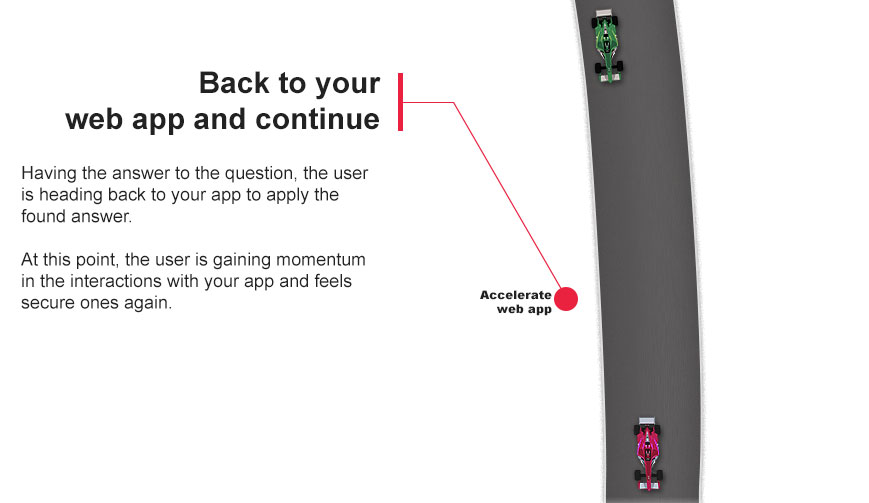 Back to your
web app and continue
Having the answer to the question, the user
is heading back to your app to apply the
found answer.
At this point, the user is gaining momentum
in the interactions with your app and feels
secure ones again.
Accelerate
web app